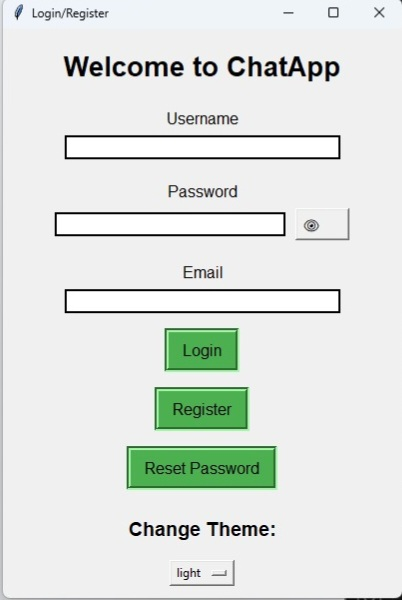 Login/Register
Welcome to ChatApp
Username
Password
Email
Login
Register
Reset Password
Change Theme:
light